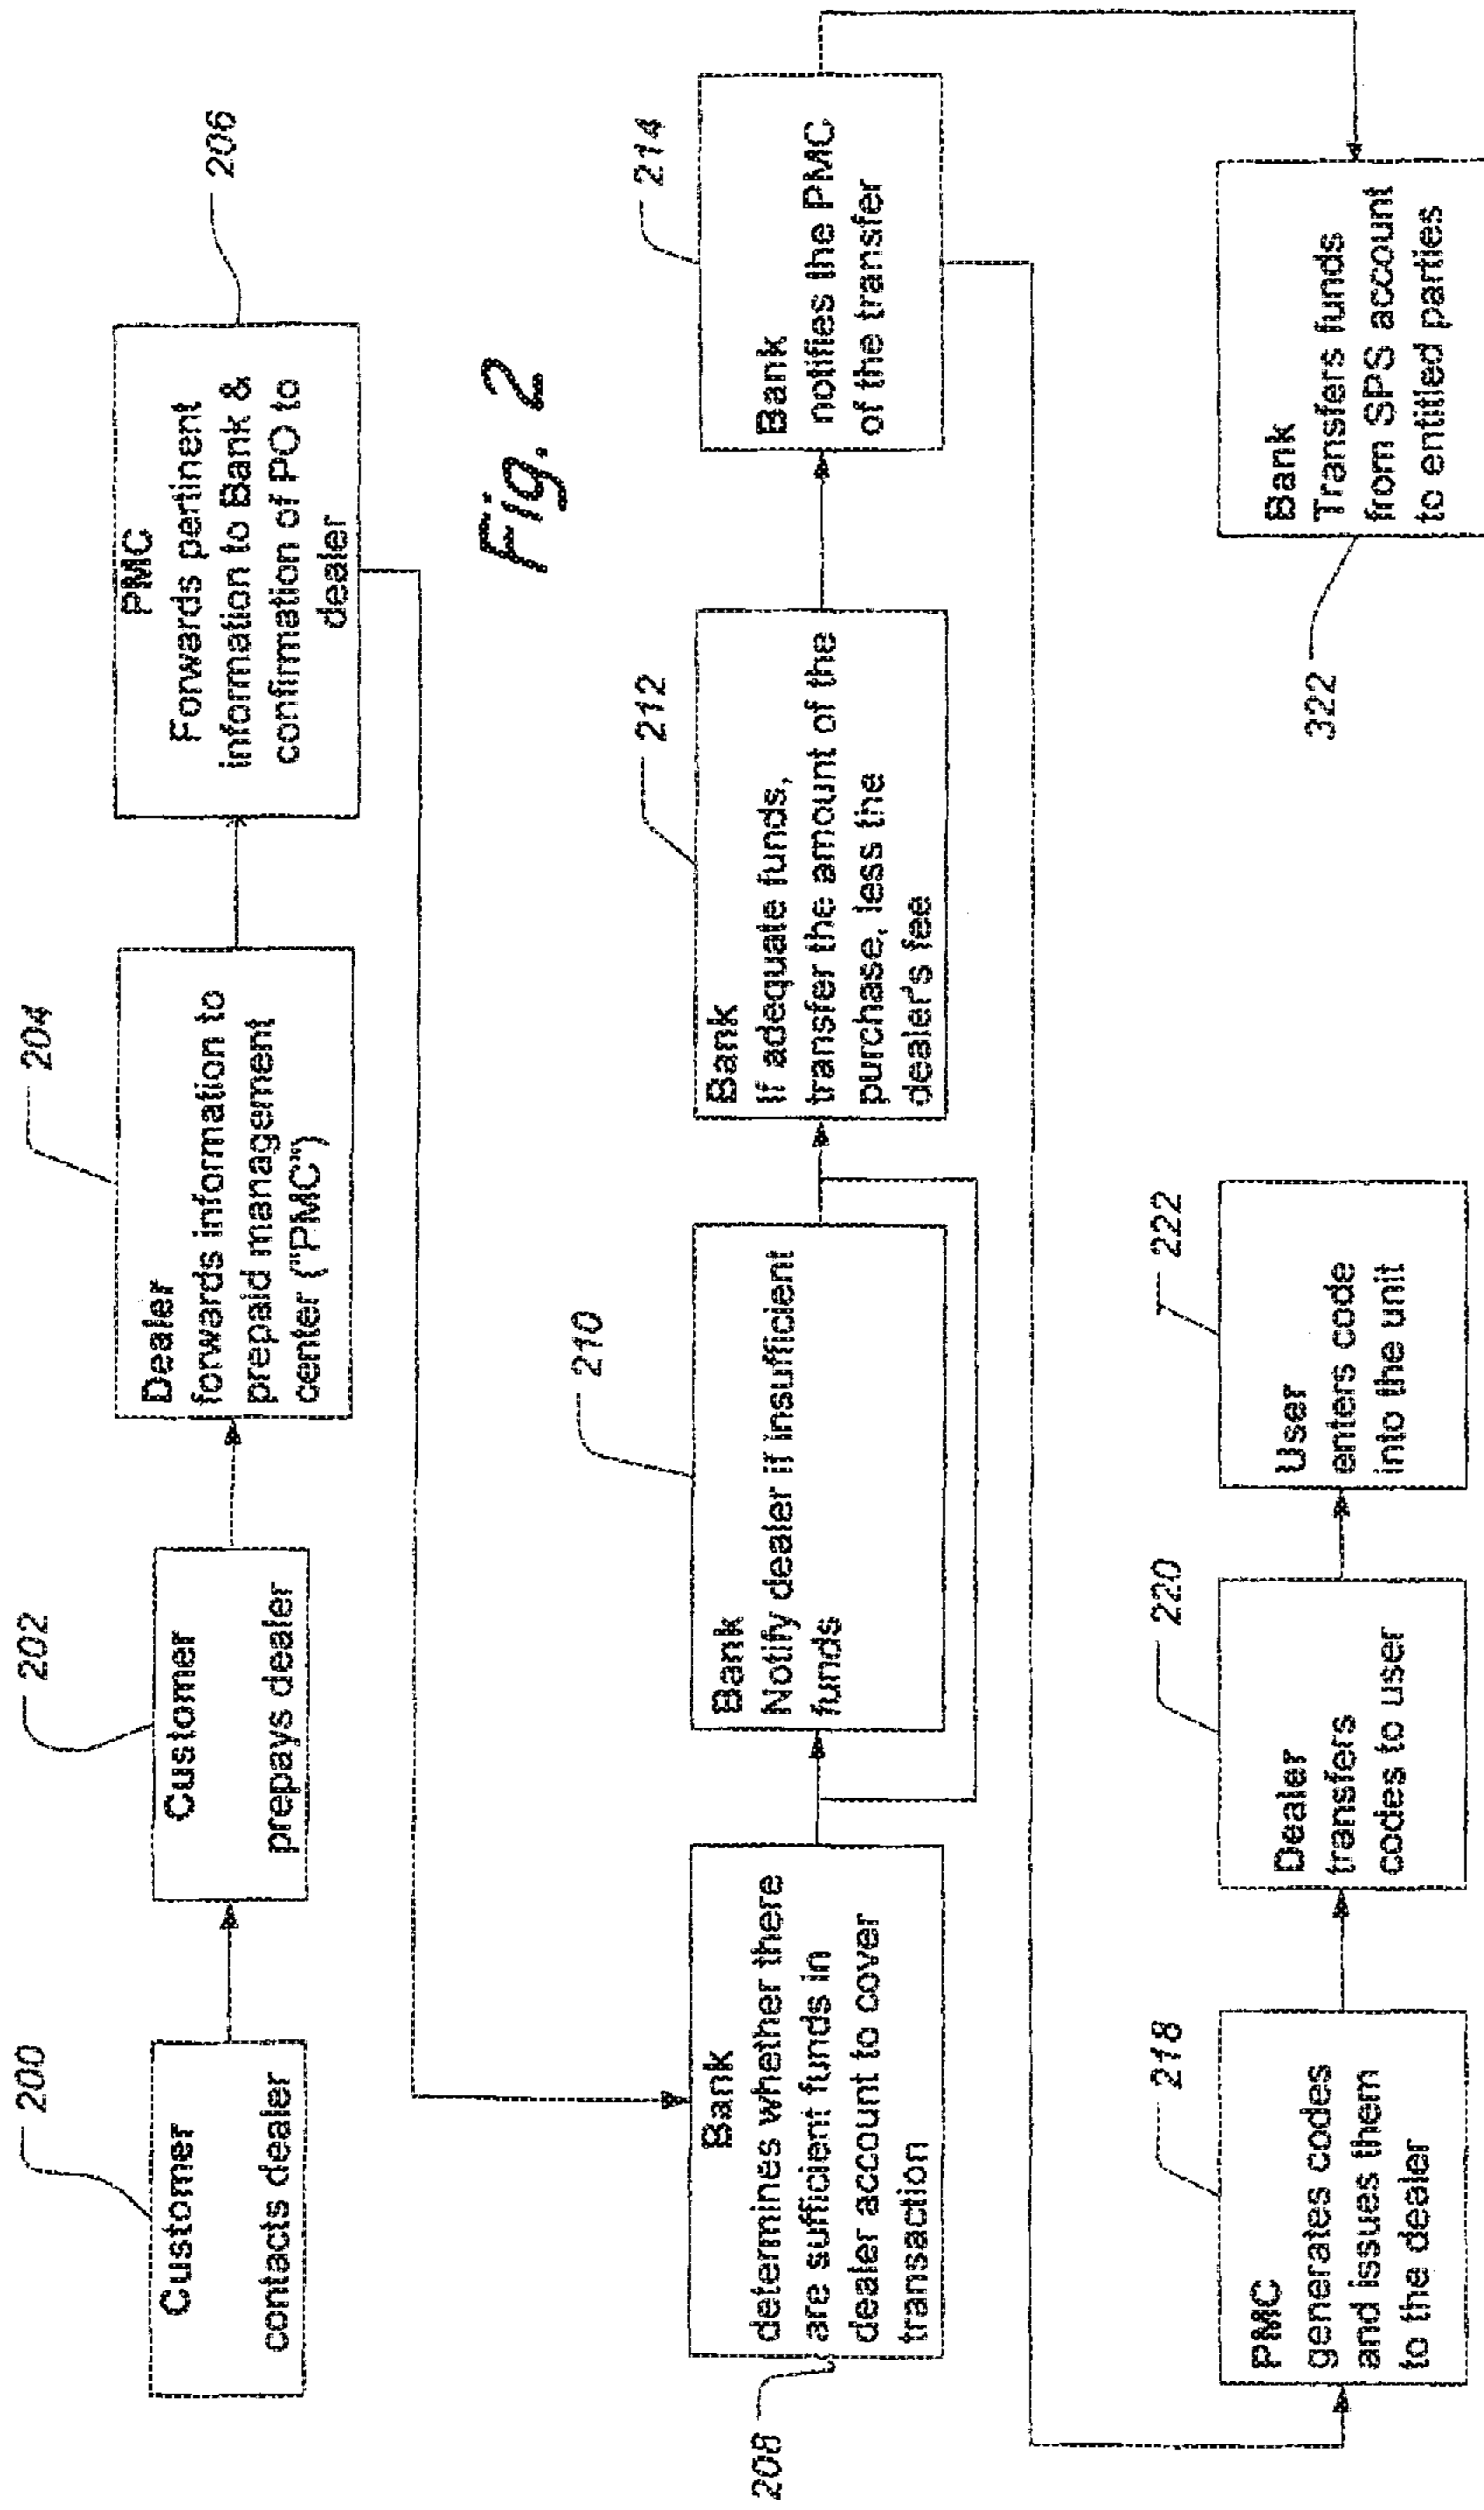 200
Customer
contacts dealer
202
Customer
prepays dealer
204
Dealer
forwards information to
prepaid management
center ("PMC")
206
PMC
Forwards pertinent
information to Bank &
confirmation of PO to
dealer
Fig. 2
208
Bank
determines whether there
are sufficient funds in
dealer account to cover
transaction
210
Bank
Notify dealer if insufficient
funds
212
Bank
If adequate funds,
transfer the amount of the
purchase, less the
dealer's fee
214
Bank
notifies the PMC
of the transfer
218
PMC
generates codes
and issues them
to the dealer
220
Dealer
transfers
codes to user
222
User
enters code
into the unit
322
Bank
Transfers funds
from SPS account
to entitled parties